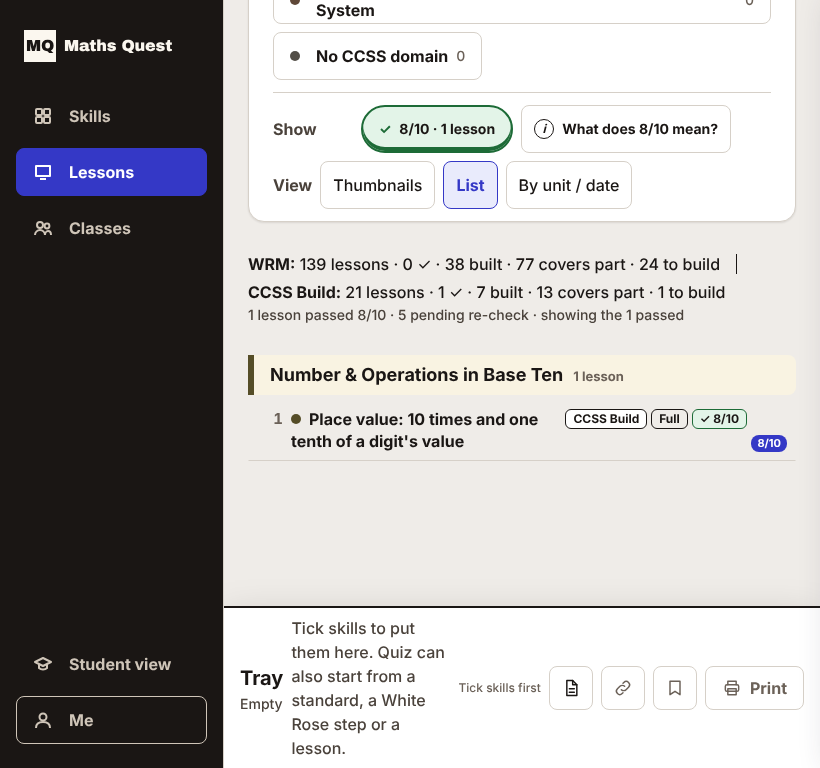 System
0
No CCSS domain 0
MQ Maths Quest
Skills
Lessons
Classes
Show
✓ 8/10 · 1 lesson
i What does 8/10 mean?
View
Thumbnails
List
By unit / date
WRM: 139 lessons · 0 ✓ · 38 built · 77 covers part · 24 to build
CCSS Build: 21 lessons · 1 ✓ · 7 built · 13 covers part · 1 to build
1 lesson passed 8/10 · 5 pending re-check · showing the 1 passed
Number & Operations in Base Ten 1 lesson
1 Place value: 10 times and one
tenth of a digit's value
CCSS Build Full ✓ 8/10
8/10
Student view
Me
Tray
Empty
Tick skills to put
them here. Quiz can
also start from a
standard, a White
Rose step or a
lesson.
Tick skills first
Print